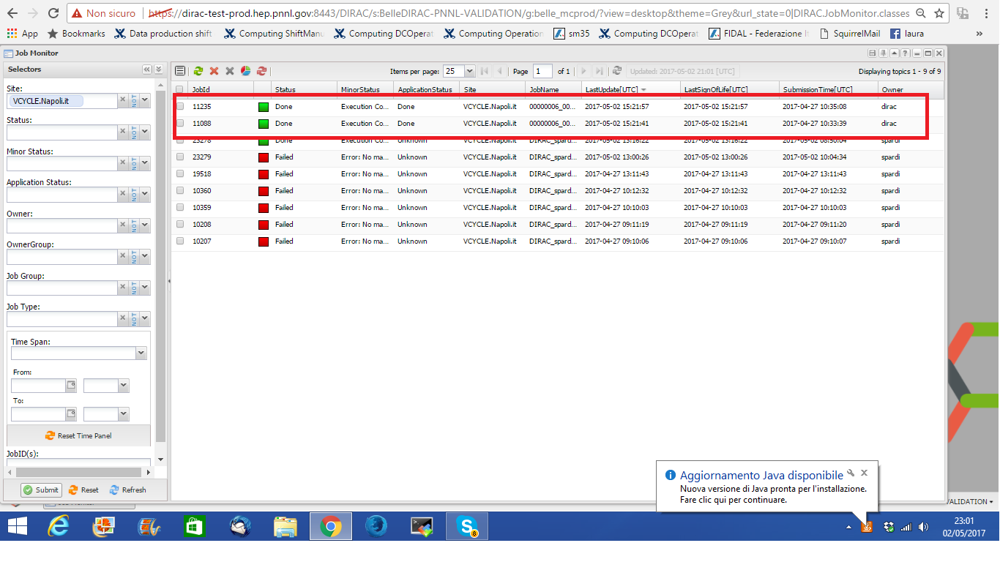 Non sicuro https://dirac-test-prod.hep.pnnl.gov:8443/DIRAC/s:BelleDIRAC-PNNL-VALIDATION/g:belle_mcprod/?view=desktop&theme=Grey&url_state=0|DIRAC.JobMonitor.classes
App Bookmarks Data production shift Computing ShiftManu Computing DCOperat Computing Operation sm35 Computing DCOperat FIDAL - Federazione It SquirrelMail laura »
Job Monitor
Selectors
Items per page: 25 Page 1 of 1 Updated: 2017-05-02 21:01 [UTC] Displaying topics 1 - 9 of 9
Site:
VCYCLE.Napoli.it
NOT
Status:
NOT
Minor Status:
NOT
Application Status:
NOT
Owner:
NOT
OwnerGroup:
NOT
Job Group:
NOT
Job Type:
NOT
Time Span:
From:
To:
Reset Time Panel
JobID(s):
Submit Reset Refresh
JobId Status MinorStatus ApplicationStatus Site JobName LastUpdate[UTC] LastSignOfLife[UTC] SubmissionTime[UTC] Owner
11235 Done Execution Co... Done VCYCLE.Napoli.it 00000006_00... 2017-05-02 15:21:57 2017-05-02 15:21:57 2017-04-27 10:35:08 dirac
11088 Done Execution Co... Done VCYCLE.Napoli.it 00000006_00... 2017-05-02 15:21:41 2017-05-02 15:21:41 2017-04-27 10:33:39 dirac
23278 Done Execution Co... Unknown VCYCLE.Napoli.it DIRAC_spard... 2017-05-02 13:16:22 2017-05-02 13:16:22 2017-05-02 08:50:04 spardi
23279 Failed Error: No ma... Unknown VCYCLE.Napoli.it DIRAC_spard... 2017-05-02 13:00:26 2017-05-02 13:00:26 2017-05-02 10:04:34 spardi
19518 Failed Error: No ma... Unknown VCYCLE.Napoli.it DIRAC_spard... 2017-04-27 13:11:43 2017-04-27 13:11:43 2017-04-27 13:11:43 spardi
10360 Failed Error: No ma... Unknown VCYCLE.Napoli.it DIRAC_spard... 2017-04-27 10:12:32 2017-04-27 10:12:32 2017-04-27 10:12:32 spardi
10359 Failed Error: No ma... Unknown VCYCLE.Napoli.it DIRAC_spard... 2017-04-27 10:10:03 2017-04-27 10:10:03 2017-04-27 10:10:03 spardi
10208 Failed Error: No ma... Unknown VCYCLE.Napoli.it DIRAC_spard... 2017-04-27 09:11:19 2017-04-27 09:11:19 2017-04-27 09:11:20 spardi
10207 Failed Error: No ma... Unknown VCYCLE.Napoli.it DIRAC_spard... 2017-04-27 09:10:06 2017-04-27 09:10:06 2017-04-27 09:10:07 spardi
Aggiornamento Java disponibile
Nuova versione di Java pronta per l'installazione.
Fare clic qui per continuare.
VALIDATION
8
23:01
02/05/2017